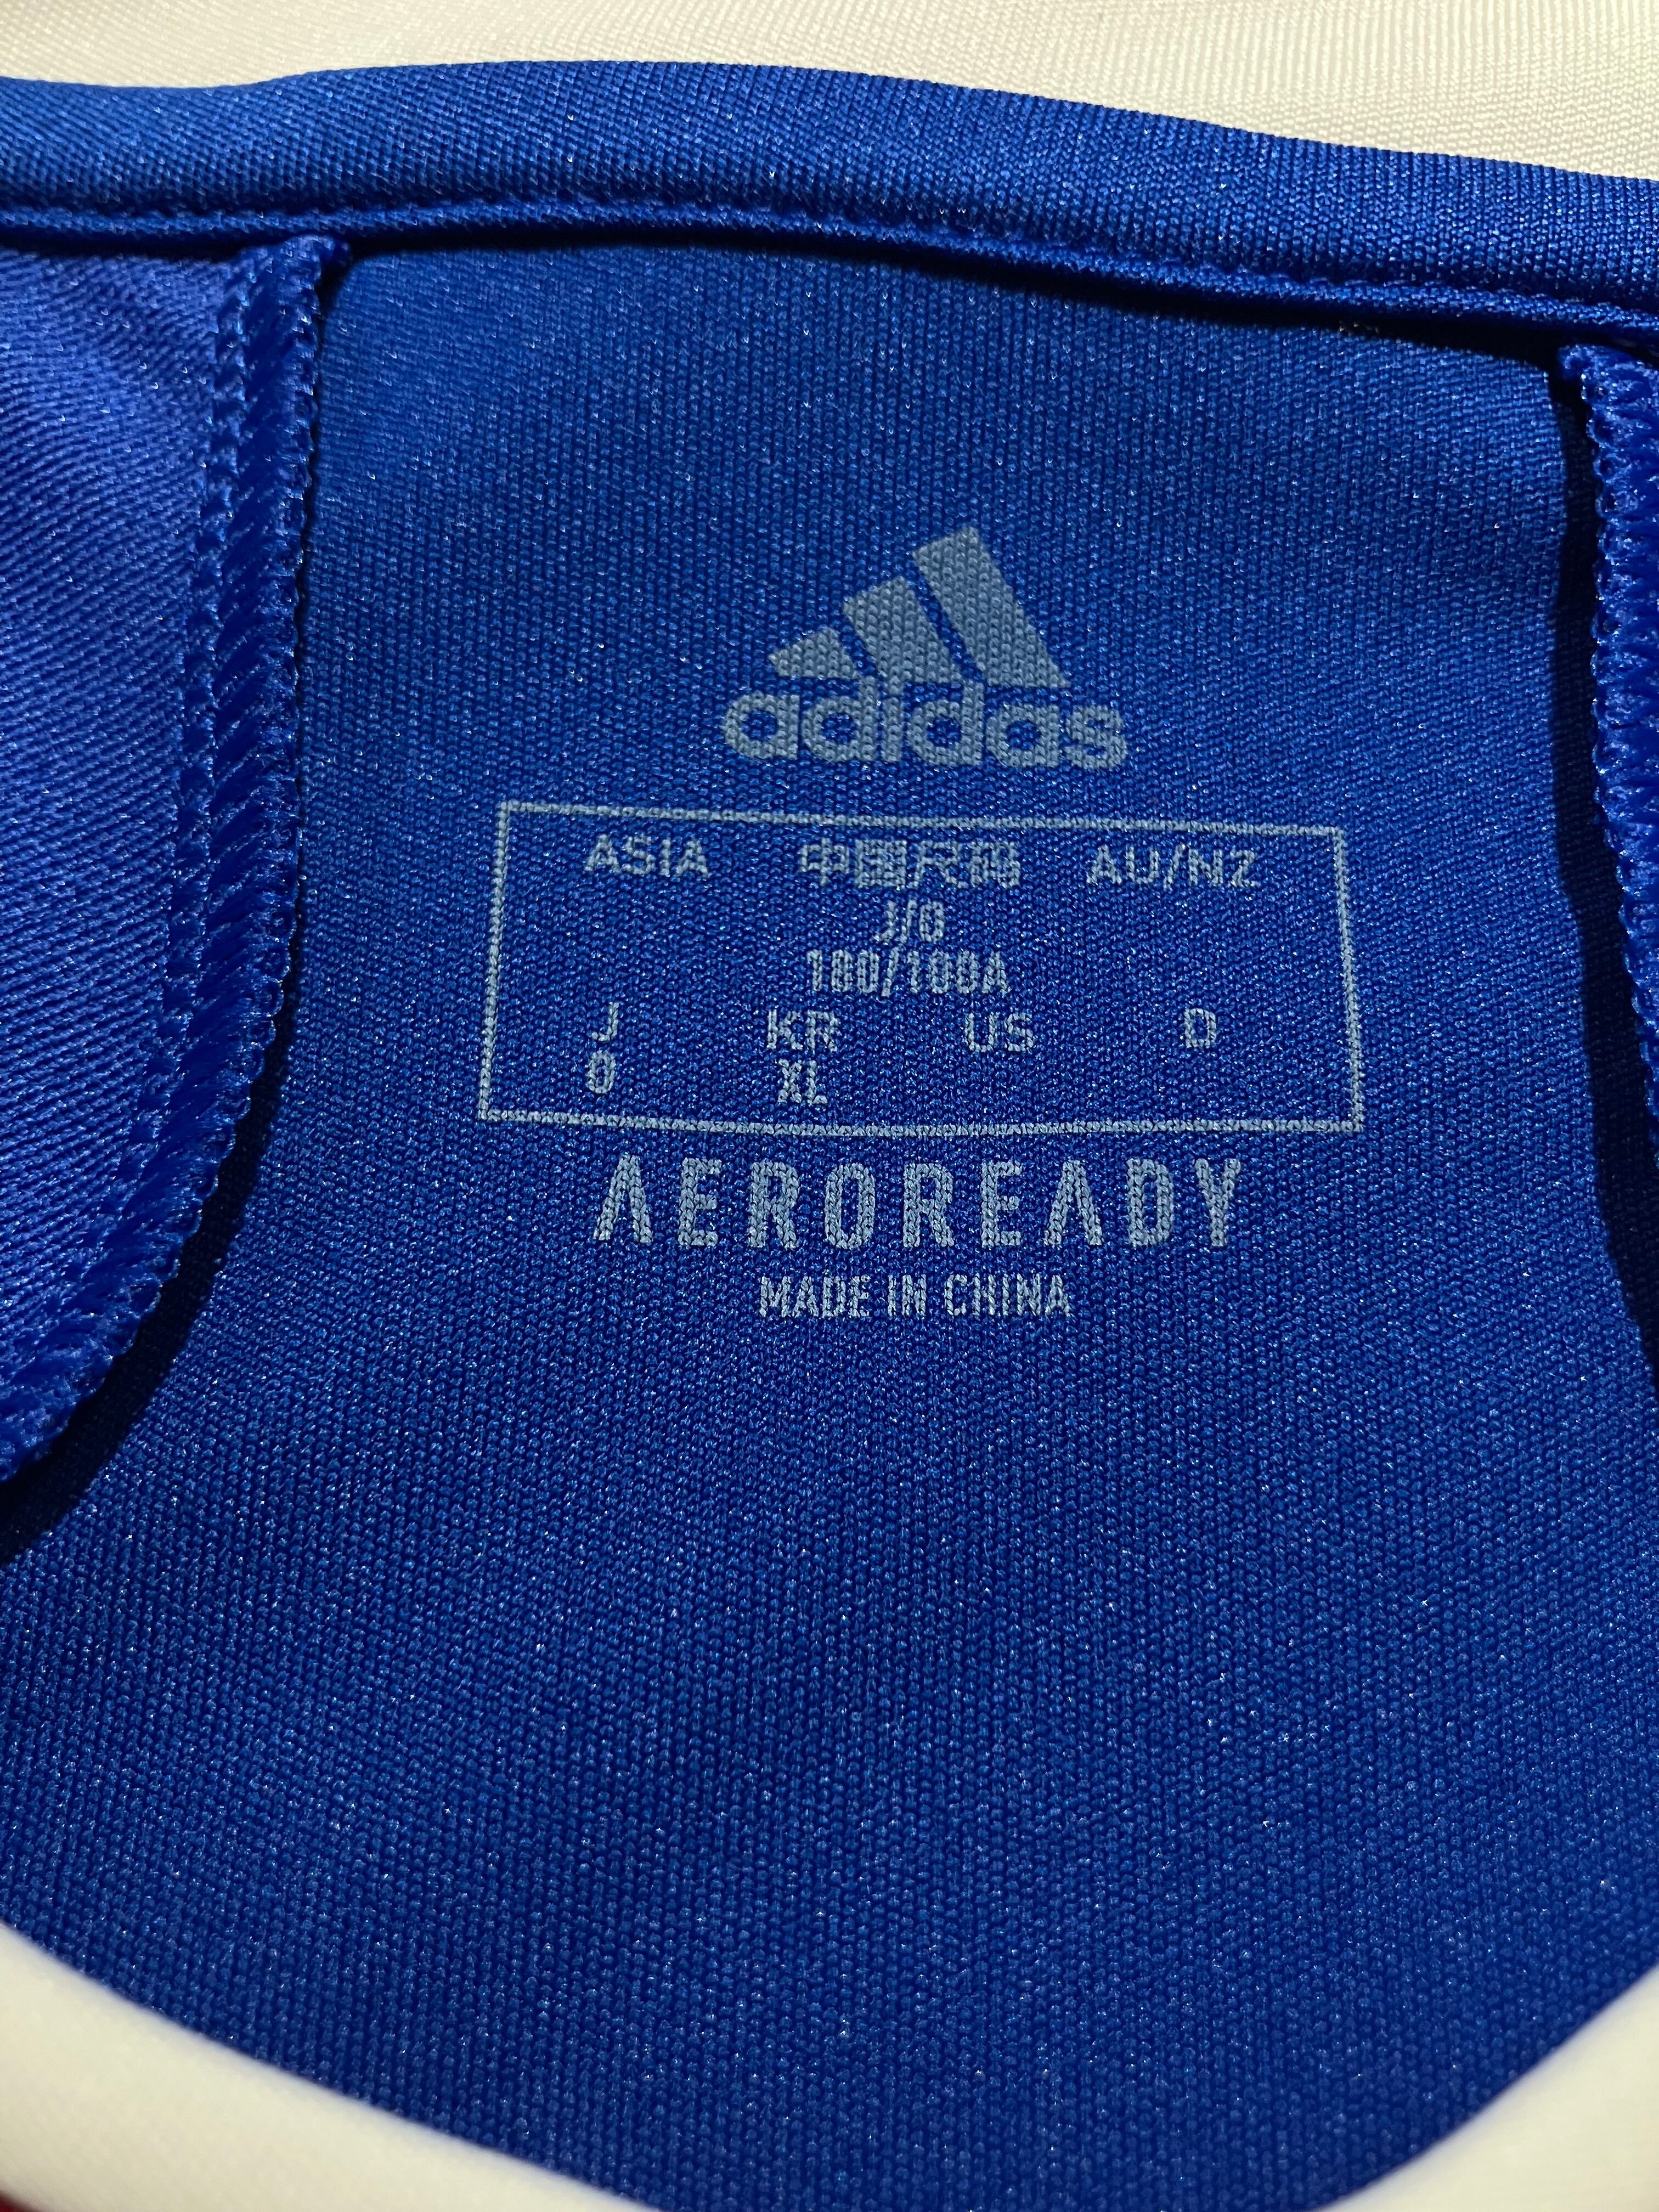 adidas
ASIA 中国尺码 AU/NZ
J/O
180/100A
J KR US D
O XL
AEROREADY
MADE IN CHINA